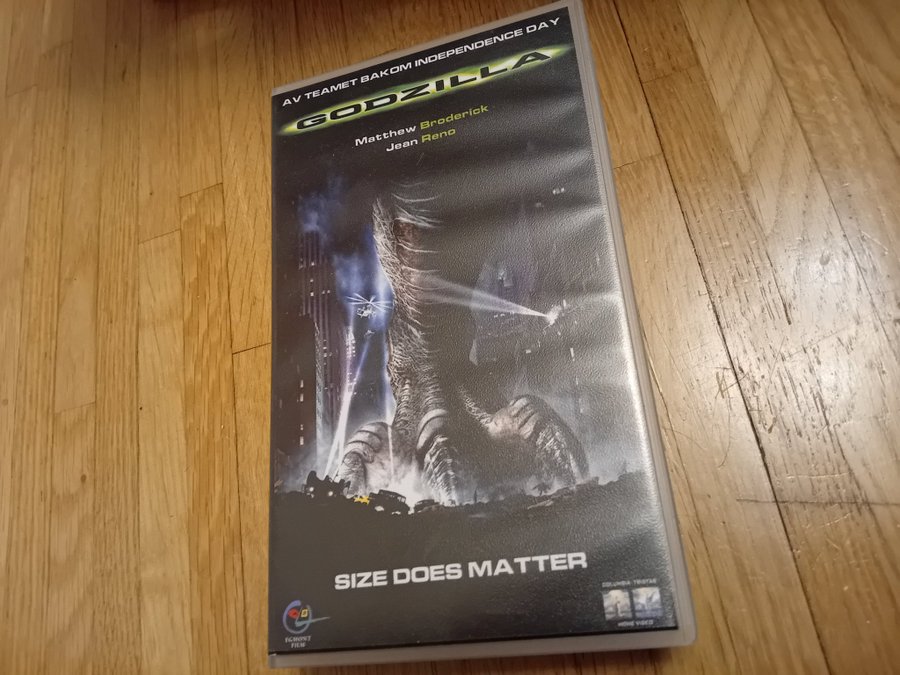 AV TEAMET BAKOM INDEPENDENCE DAY
GODZILLA
Matthew Broderick
Jean Reno
SIZE DOES MATTER
EGMONT
FILM
COLUMBIA TRISTAR
HOME VIDEO